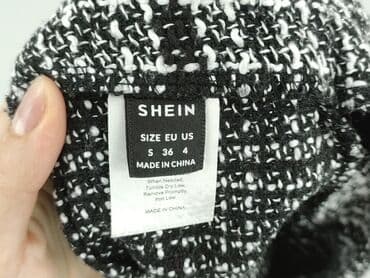 SHEIN
SIZE EU US
S 36 4
MADE IN CHINA
When Needed,
Tumble Dry Low,
Remove Promptly,
Hot Low.
MADE IN CHINA